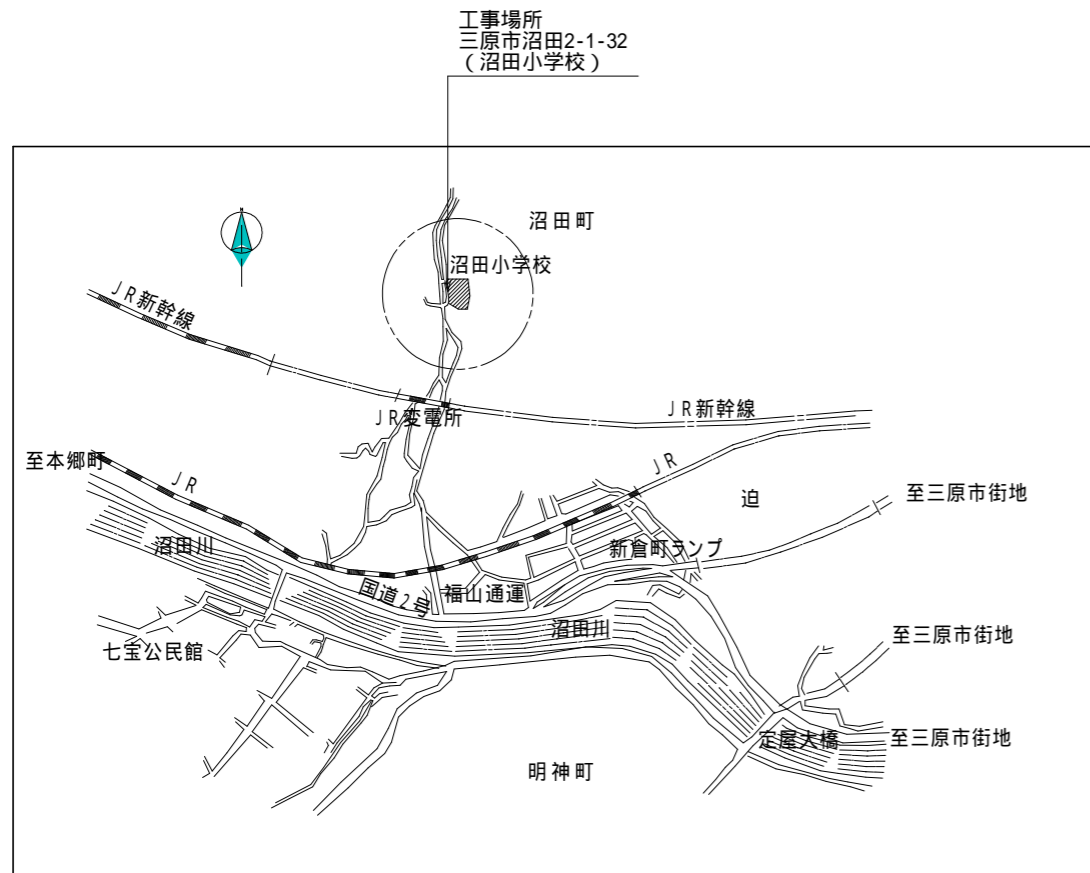 工事場所
三原市沼田2-1-32
（沼田小学校）
沼田町
沼田小学校
JR新幹線
JR変電所
JR新幹線
至本郷町
JR
JR
迫
至三原市街地
沼田川
新倉町ランプ
国道2号
福山通運
沼田川
至三原市街地
七宝公民館
定屋大橋
至三原市街地
明神町